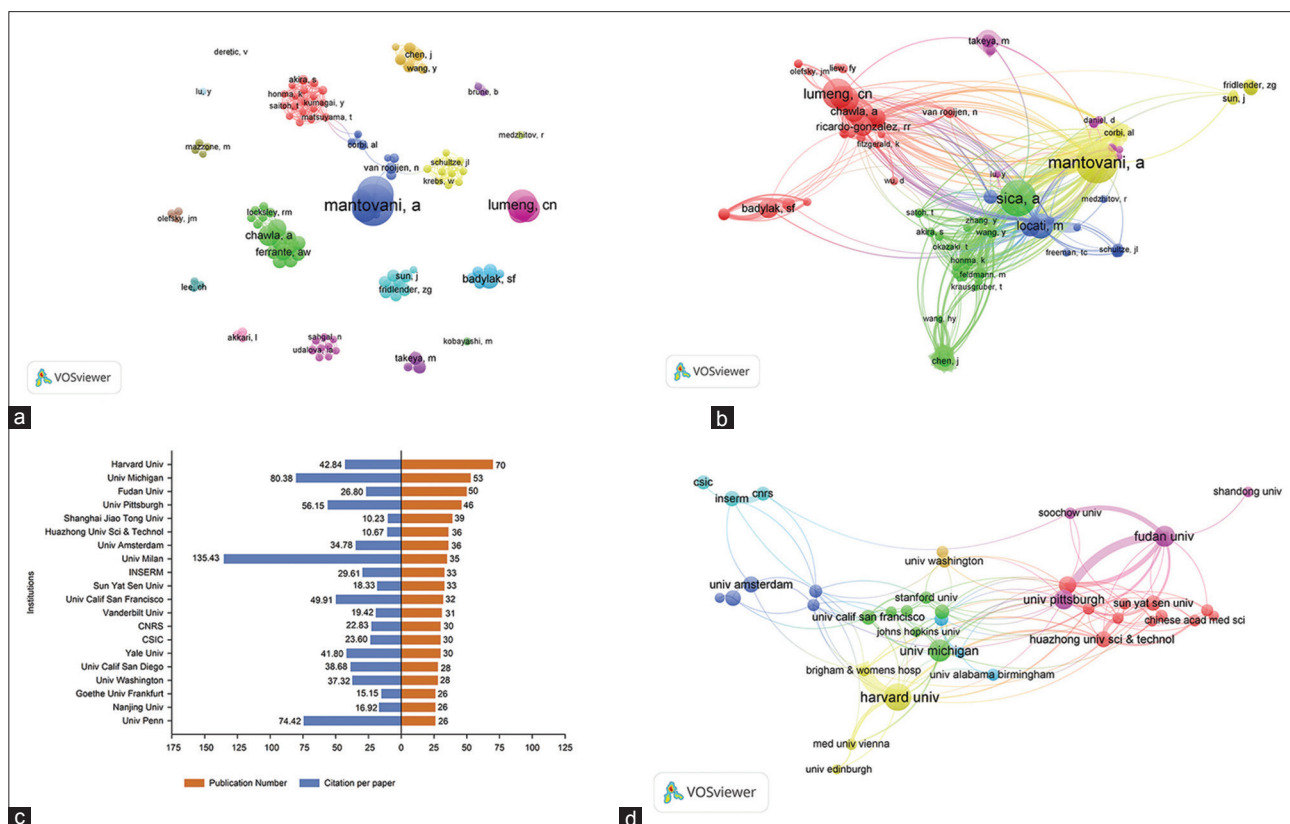 deretic, v
chen, j
wang, y
akira, s
lu, y
honma, k
kumagai, y
saitoh, t
matsuyama, t
brune, b
medzhitov, r
corbi, al
mazzone, m
van rooijen, n
schultze, jl
krebs, w
mantovani, a
lumeng, cn
olefsky, jm
locksley, rm
chawla, a
ferrante, aw
sun, j
fridlender, zg
badylak, sf
lee, ch
akkari, l
sahgal, n
udalova, ia
kobayashi, m
takeya, m
VOSviewer
a
takeya, m
olefsky, jm
liew, fy
lumeng, cn
chawla, a
ricardo-gonzalez, rr
van rooijen, n
fitzgerald, k
fridlender, zg
sun, j
daniel, d
corbi, al
mantovani, a
lu, y
wu, d
sica, a
medzhitov, r
badylak, sf
satoh, t
zhang, y
akira, s
wang, y
locati, m
okazaki, t
honma, k
feldmann, m
freeman, tc
schultze, jl
krausgruber, t
wang, hy
chen, j
VOSviewer
b
Institutions
Harvard Univ 42.84 70
Univ Michigan 80.38 53
Fudan Univ 26.80 50
Univ Pittsburgh 56.15 46
Shanghai Jiao Tong Univ 10.23 39
Huazhong Univ Sci & Technol 10.67 36
Univ Amsterdam 34.78 36
Univ Milan 135.43 35
INSERM 29.61 33
Sun Yat Sen Univ 18.33 33
Univ Calif San Francisco 49.91 32
Vanderbilt Univ 19.42 31
CNRS 22.83 30
CSIC 23.60 30
Yale Univ 41.80 30
Univ Calif San Diego 38.68 28
Univ Washington 37.32 28
Goethe Univ Frankfurt 15.15 26
Nanjing Univ 16.92 26
Univ Penn 74.42 26
175 150 125 100 75 50 25 0 25 50 75 100 125
Publication Number Citation per paper
c
csic
inserm
cnrs
shandong univ
soochow univ
fudan univ
univ washington
univ amsterdam
stanford univ
univ pittsburgh
univ calif san francisco
sun yat sen univ
chinese acad med sci
johns hopkins univ
huazhong univ sci & technol
univ michigan
brigham & womens hosp
univ alabama birmingham
harvard univ
med univ vienna
univ edinburgh
VOSviewer
d